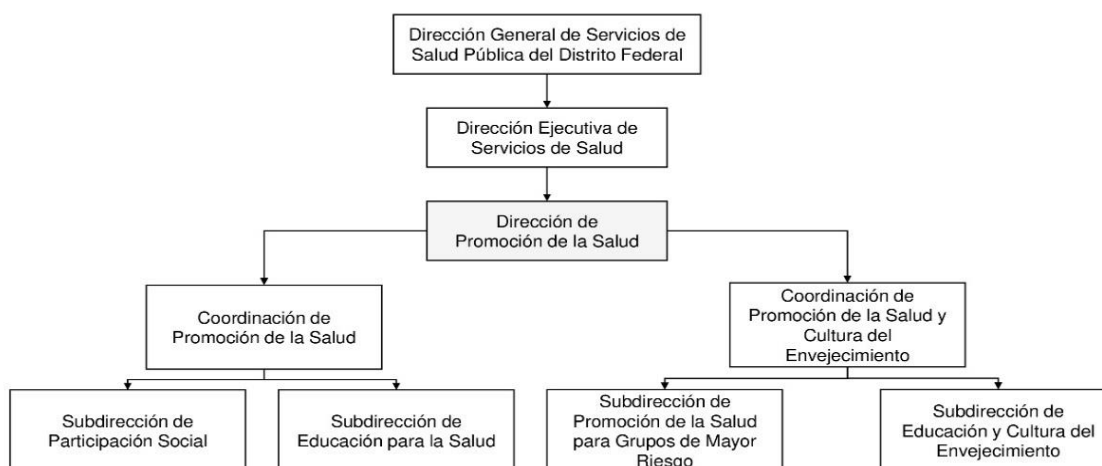 Dirección General de Servicios de
Salud Pública del Distrito Federal
Dirección Ejecutiva de
Servicios de Salud
Dirección de
Promoción de la Salud
Coordinación de
Promoción de la Salud
Coordinación de
Promoción de la Salud y
Cultura del
Envejecimiento
Subdirección de
Participación Social
Subdirección de
Educación para la Salud
Subdirección de
Promoción de la Salud
para Grupos de Mayor
Riesgo
Subdirección de
Educación y Cultura del
Envejecimiento